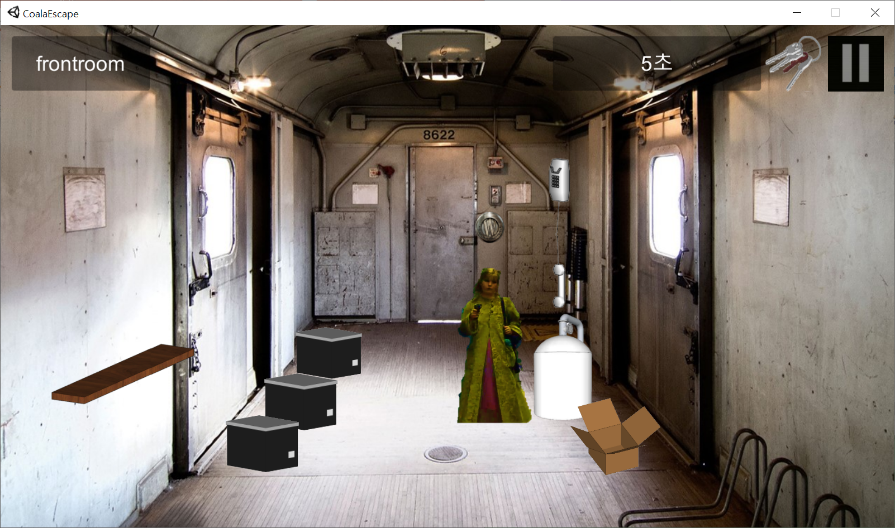 CoalaEscape
frontroom
5초
8622